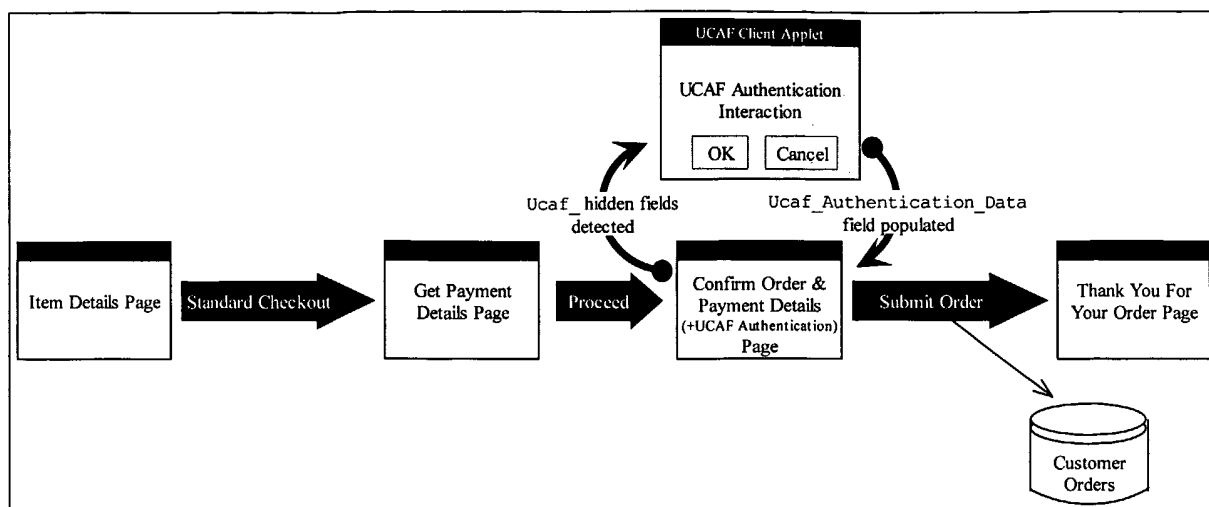 UCAF Client Applet
UCAF Authentication
Interaction
OK
Cancel
Ucaf_ hidden fields
detected
Ucaf_Authentication_Data
field populated
Item Details Page
Standard Checkout
Get Payment
Details Page
Proceed
Confirm Order &
Payment Details
(+UCAF Authentication)
Page
Submit Order
Thank You For
Your Order Page
Customer
Orders